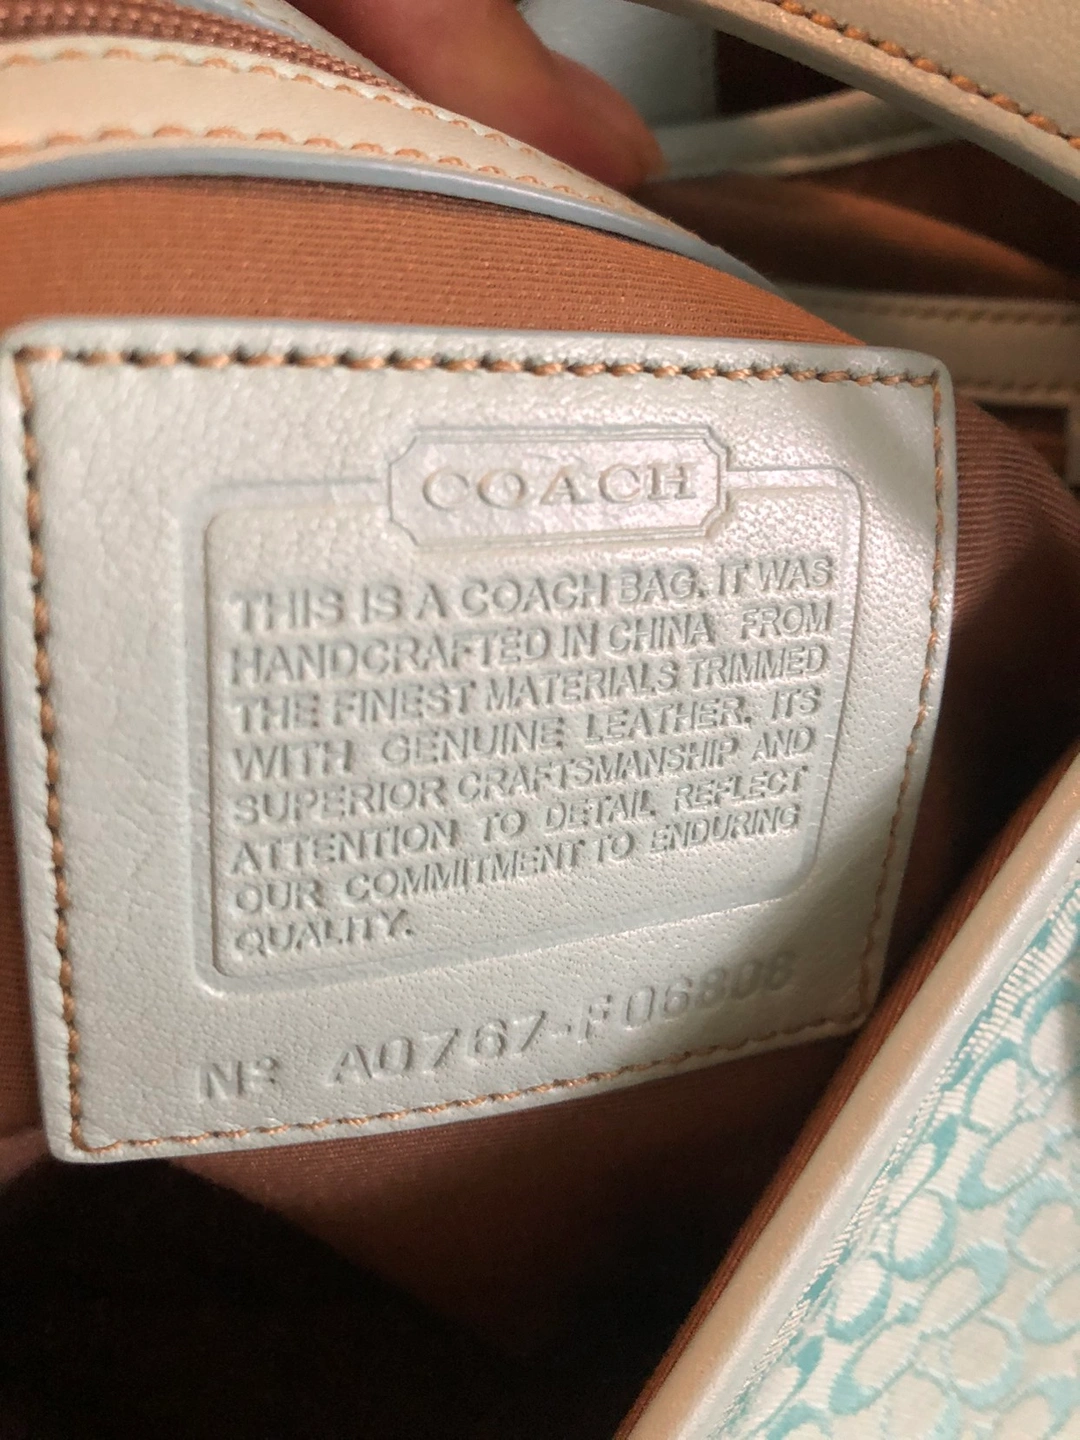 COACH
THIS IS A COACH BAG. IT WAS
HANDCRAFTED IN CHINA FROM
THE FINEST MATERIALS TRIMMED
WITH GENUINE LEATHER. ITS
SUPERIOR CRAFTSMANSHIP AND
ATTENTION TO DETAIL REFLECT
OUR COMMITMENT TO ENDURING
QUALITY.
Nº A0767-F06808